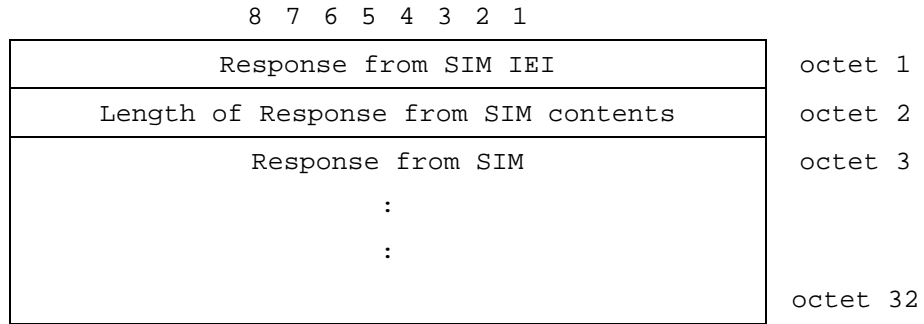 8 7 6 5 4 3 2 1
Response from SIM IEI octet 1
Length of Response from SIM contents octet 2
Response from SIM octet 3
:
:
octet 32